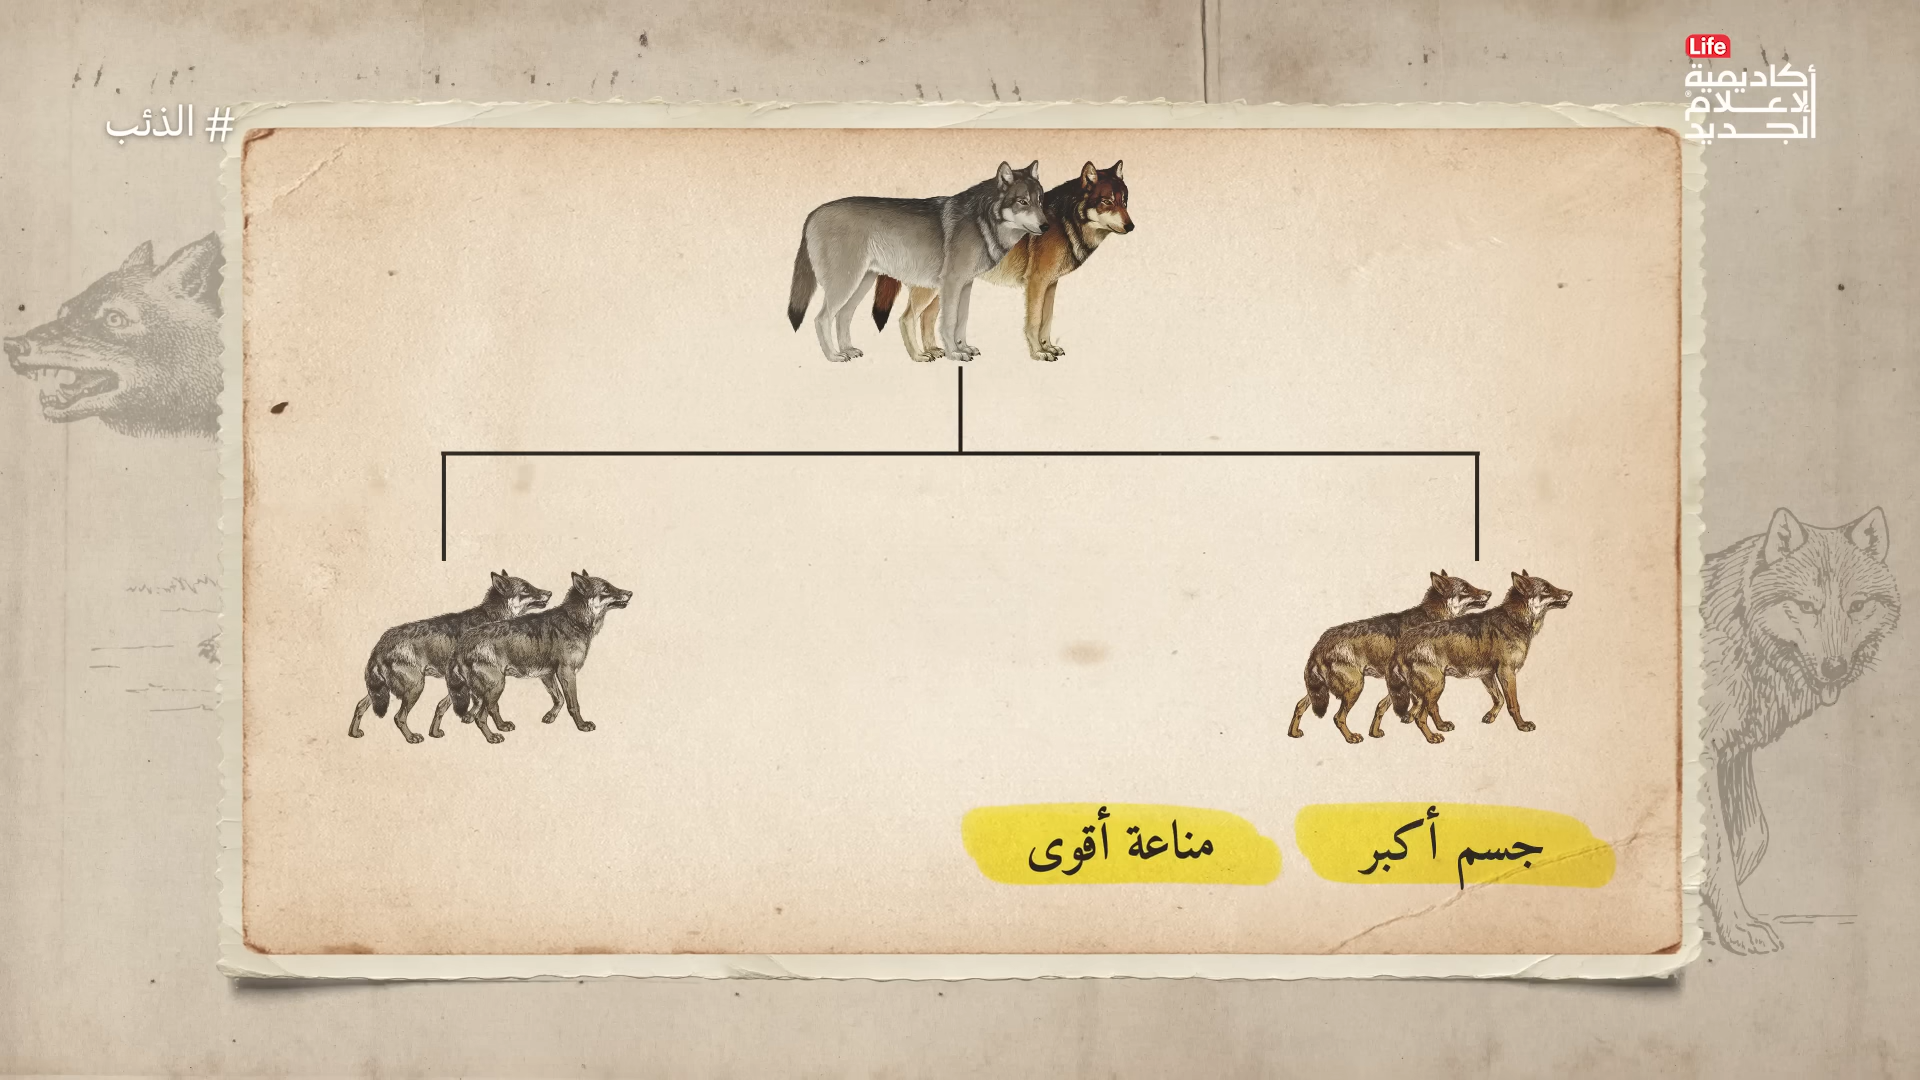 Life
أكاديمية
الإعلام
الجديد
# الذئب
جسم أكبر
مناعة أقوى